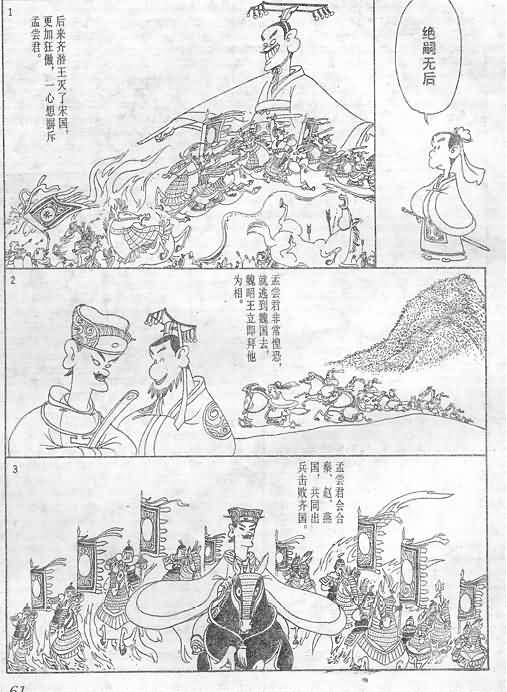 1
后来齐湣王灭了宋国，
更加狂傲，一心想摒斥
孟尝君。
绝嗣无后
宋
2
孟尝君非常惶恐，
就逃到魏国去，
魏昭王立即拜他
为相。
3
孟尝君会合
秦、赵、燕
国，共同出
兵击败齐国。
61